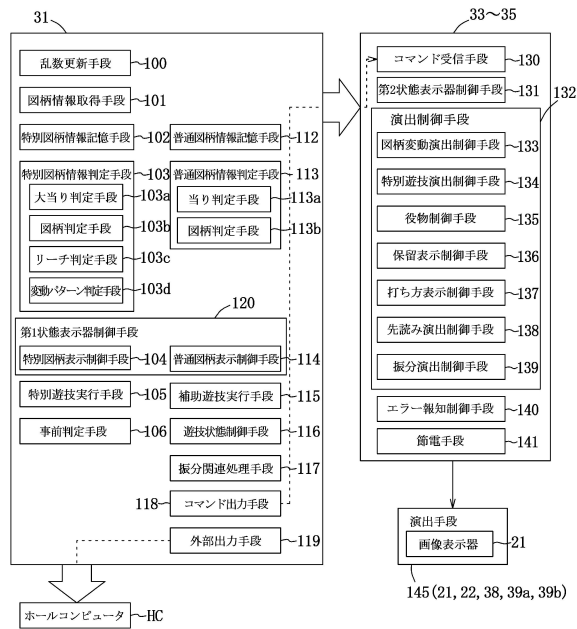 31
乱数更新手段 100
図柄情報取得手段 101
特別図柄情報記憶手段 102
普通図柄情報記憶手段 112
特別図柄情報判定手段 103
大当り判定手段 103a
図柄判定手段 103b
リーチ判定手段 103c
変動パターン判定手段 103d
普通図柄情報判定手段 113
当り判定手段 113a
図柄判定手段 113b
120
第1状態表示器制御手段
特別図柄表示制御手段 104
普通図柄表示制御手段 114
特別遊技実行手段 105
補助遊技実行手段 115
事前判定手段 106
遊技状態制御手段 116
振分関連処理手段 117
118 コマンド出力手段
外部出力手段 119
ホールコンピュータ HC
33～35
コマンド受信手段 130
第2状態表示器制御手段 131
132
演出制御手段
図柄変動演出制御手段 133
特別遊技演出制御手段 134
役物制御手段 135
保留表示制御手段 136
打ち方表示制御手段 137
先読み演出制御手段 138
振分演出制御手段 139
エラー報知制御手段 140
節電手段 141
演出手段
画像表示器 21
145(21, 22, 38, 39a, 39b)